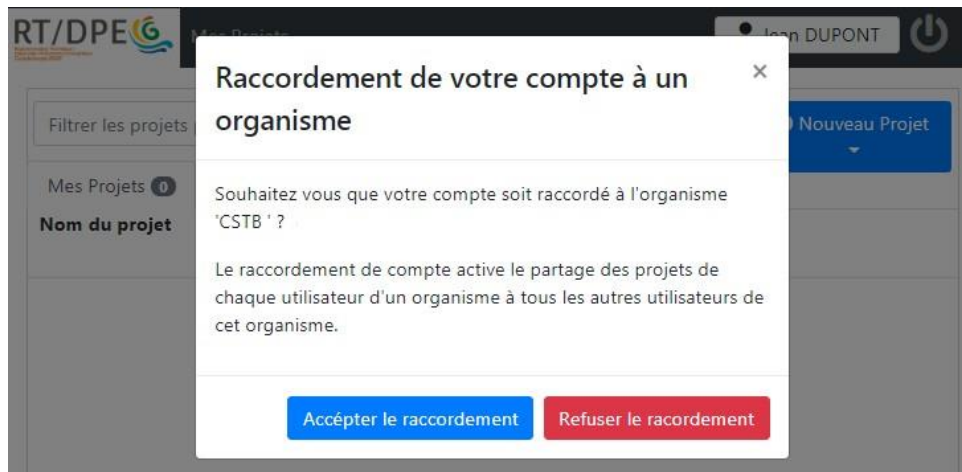 RT/DPE
Mes Projets
Jean DUPONT
Raccordement de votre compte à un
organisme
×
Filtrer les projets
Nouveau Projet
Mes Projets 0
Nom du projet
Souhaitez vous que votre compte soit raccordé à l'organisme
'CSTB ' ?
Le raccordement de compte active le partage des projets de
chaque utilisateur d'un organisme à tous les autres utilisateurs de
cet organisme.
Accépter le raccordement
Refuser le racordement